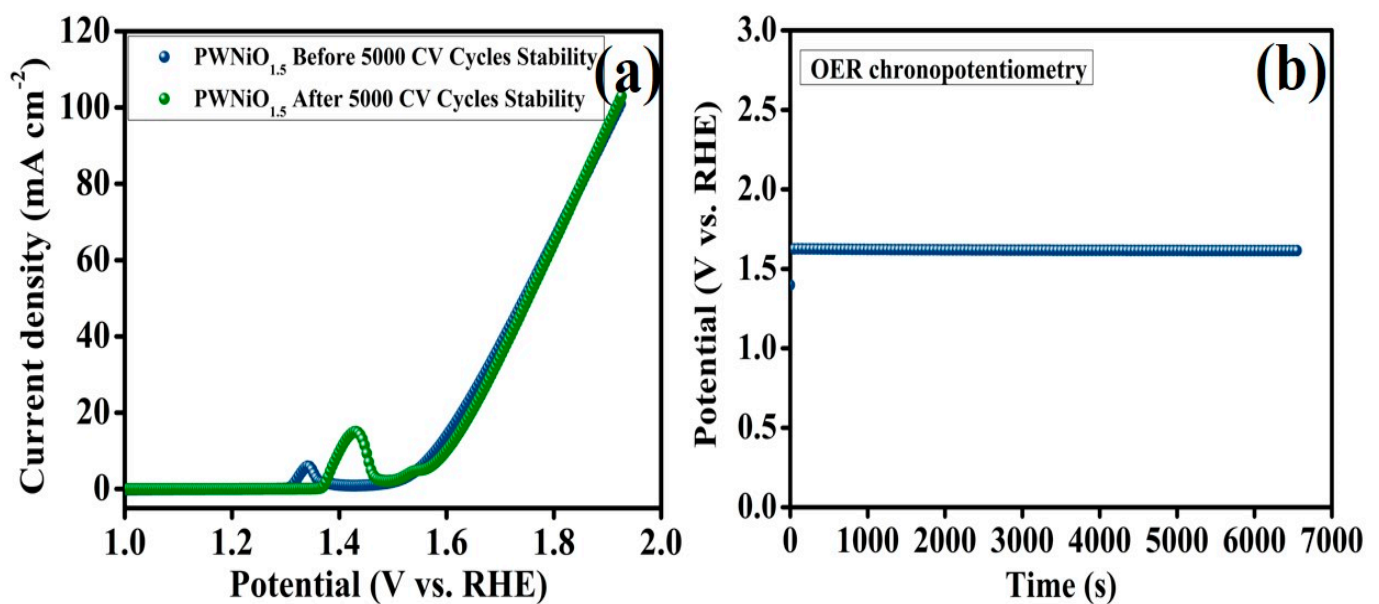 120
100
80
60
40
20
0
Current density (mA cm⁻²)
PWNiO₁.₅ Before 5000 CV Cycles Stability
PWNiO₁.₅ After 5000 CV Cycles Stability
(a)
1.0 1.2 1.4 1.6 1.8 2.0
Potential (V vs. RHE)
3.0
2.5
2.0
1.5
1.0
0.5
0.0
Potential (V vs. RHE)
OER chronopotentiometry
(b)
0 1000 2000 3000 4000 5000 6000 7000
Time (s)